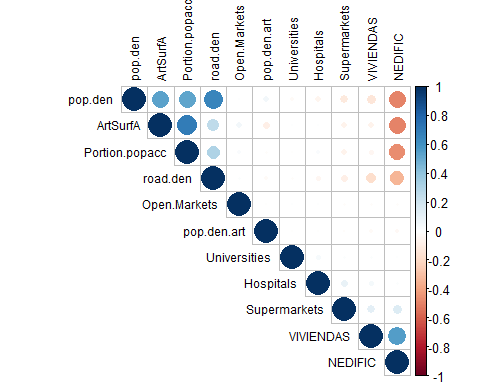 pop.den
ArtSurfA
Portion.popacc
road.den
Open.Markets
pop.den.art
Universities
Hospitals
Supermarkets
VIVIENDAS
NEDIFIC
pop.den
ArtSurfA
Portion.popacc
road.den
Open.Markets
pop.den.art
Universities
Hospitals
Supermarkets
VIVIENDAS
NEDIFIC
1
0.8
0.6
0.4
0.2
0
-0.2
-0.4
-0.6
-0.8
-1